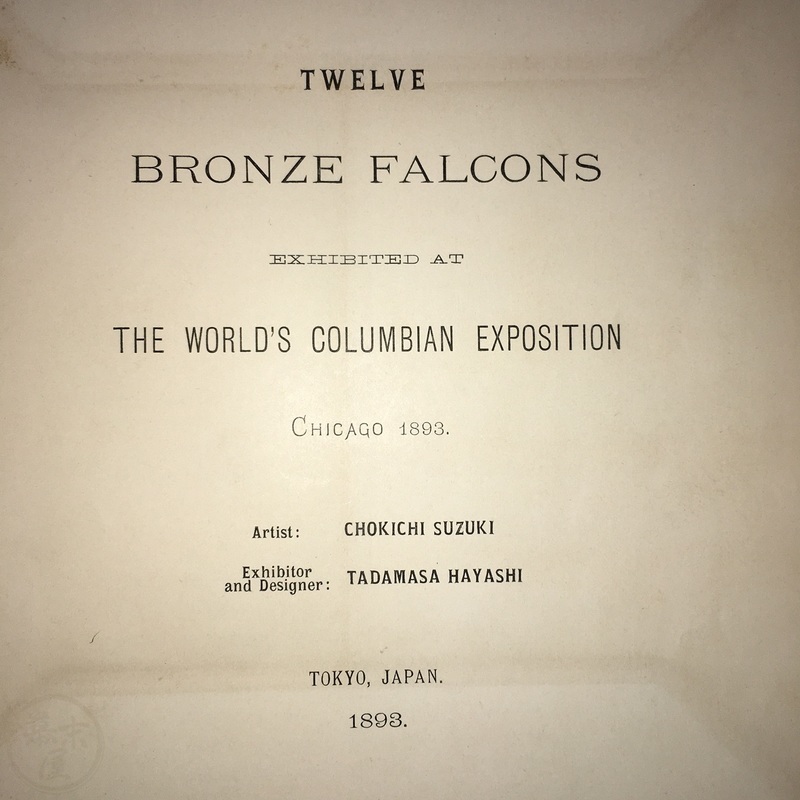 TWELVE
BRONZE FALCONS
EXHIBITED AT
THE WORLD'S COLUMBIAN EXPOSITION
CHICAGO 1893.
Artist: CHOKICHI SUZUKI
Exhibitor
and Designer: TADAMASA HAYASHI
TOKYO, JAPAN.
1893.